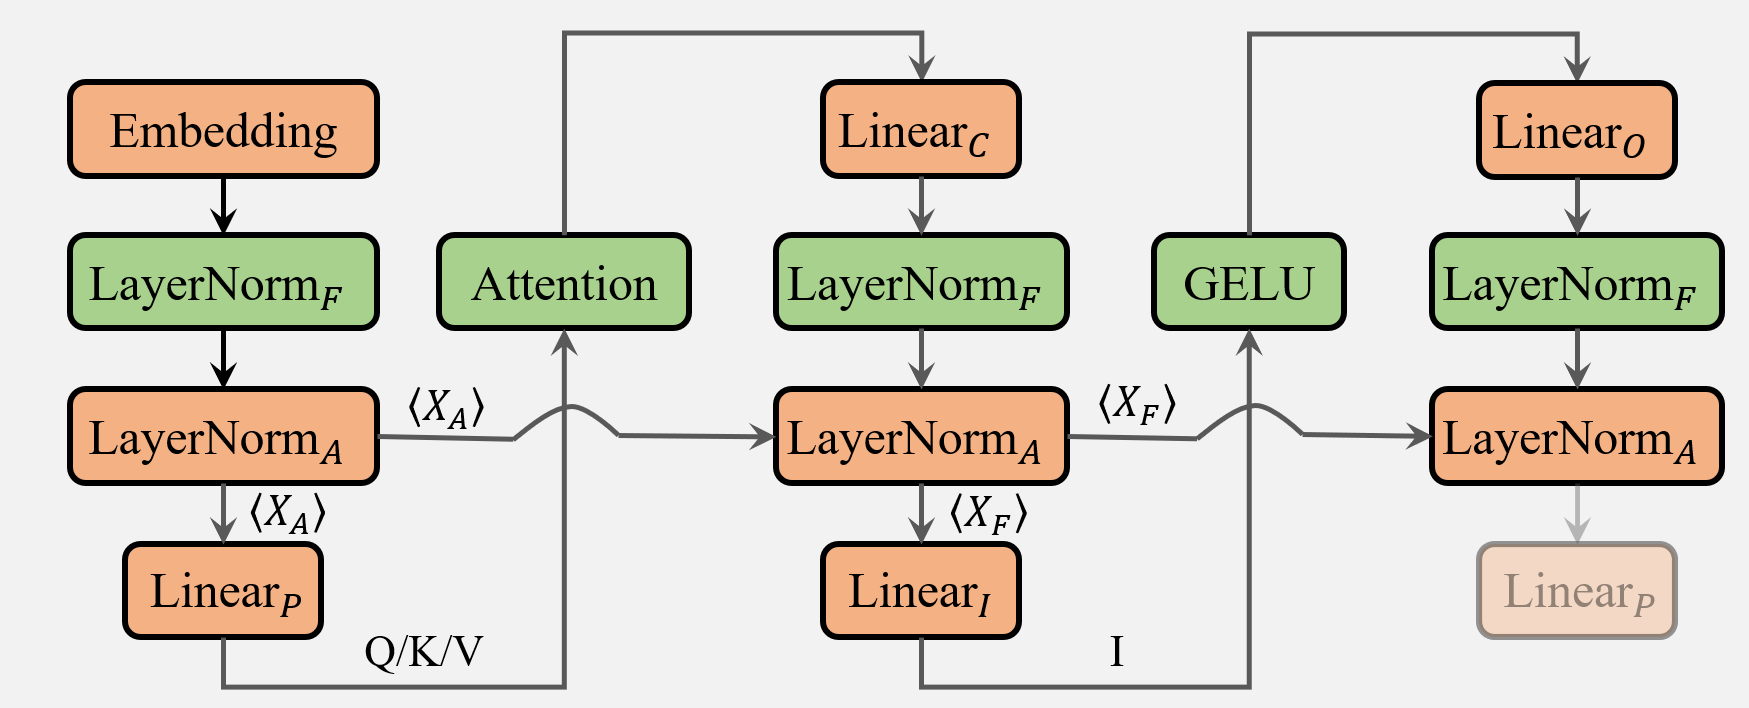 Embedding
LayerNorm_F
LayerNorm_A
⟨X_A⟩
⟨X_A⟩
Linear_P
Q/K/V
Attention
Linear_C
LayerNorm_F
LayerNorm_A
⟨X_F⟩
⟨X_F⟩
Linear_I
I
GELU
Linear_O
LayerNorm_F
LayerNorm_A
Linear_P